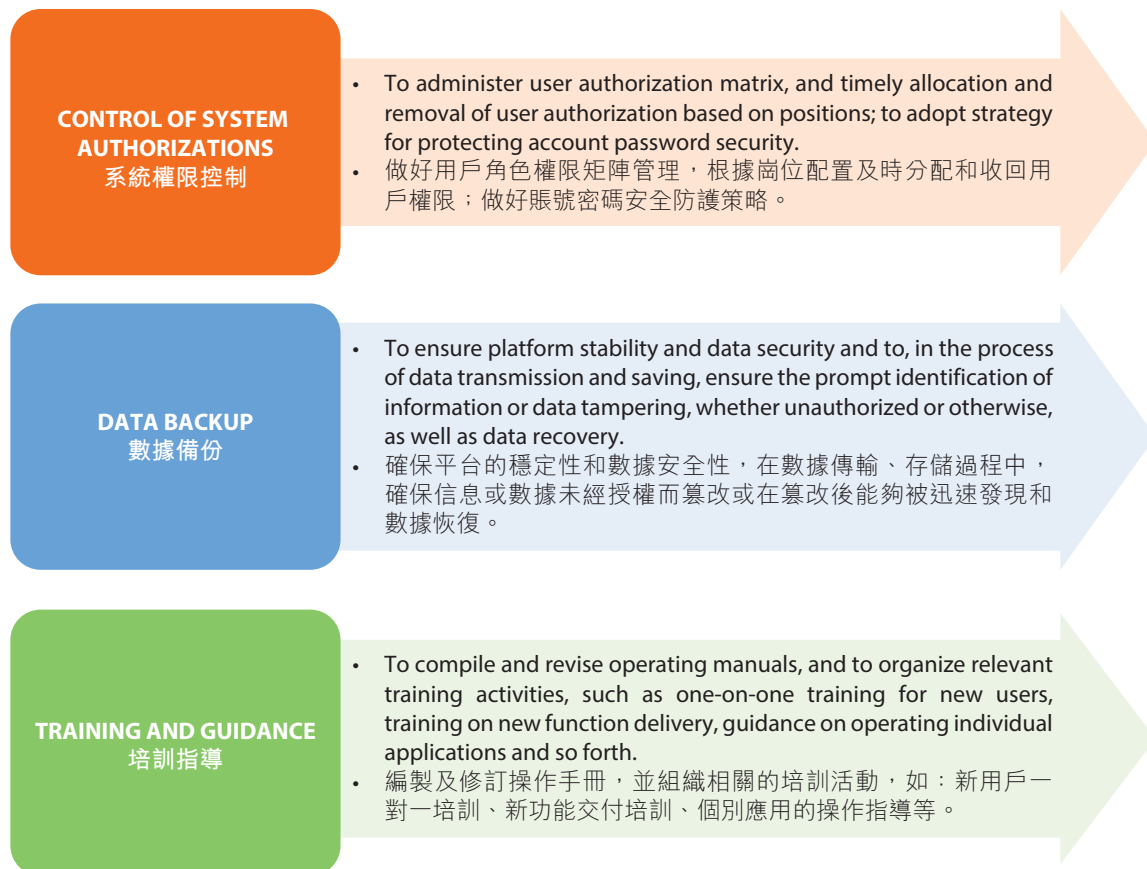 CONTROL OF SYSTEM
AUTHORIZATIONS
系統權限控制
• To administer user authorization matrix, and timely allocation and
removal of user authorization based on positions; to adopt strategy
for protecting account password security.
• 做好用戶角色權限矩陣管理，根據崗位配置及時分配和收回用
戶權限；做好賬號密碼安全防護策略。
DATA BACKUP
數據備份
• To ensure platform stability and data security and to, in the process
of data transmission and saving, ensure the prompt identification of
information or data tampering, whether unauthorized or otherwise,
as well as data recovery.
• 確保平台的穩定性和數據安全性，在數據傳輸、存儲過程中，
確保信息或數據未經授權而篡改或在篡改後能夠被迅速發現和
數據恢復。
TRAINING AND GUIDANCE
培訓指導
• To compile and revise operating manuals, and to organize relevant
training activities, such as one-on-one training for new users,
training on new function delivery, guidance on operating individual
applications and so forth.
• 編製及修訂操作手冊，並組織相關的培訓活動，如：新用戶一
對一培訓、新功能交付培訓、個別應用的操作指導等。